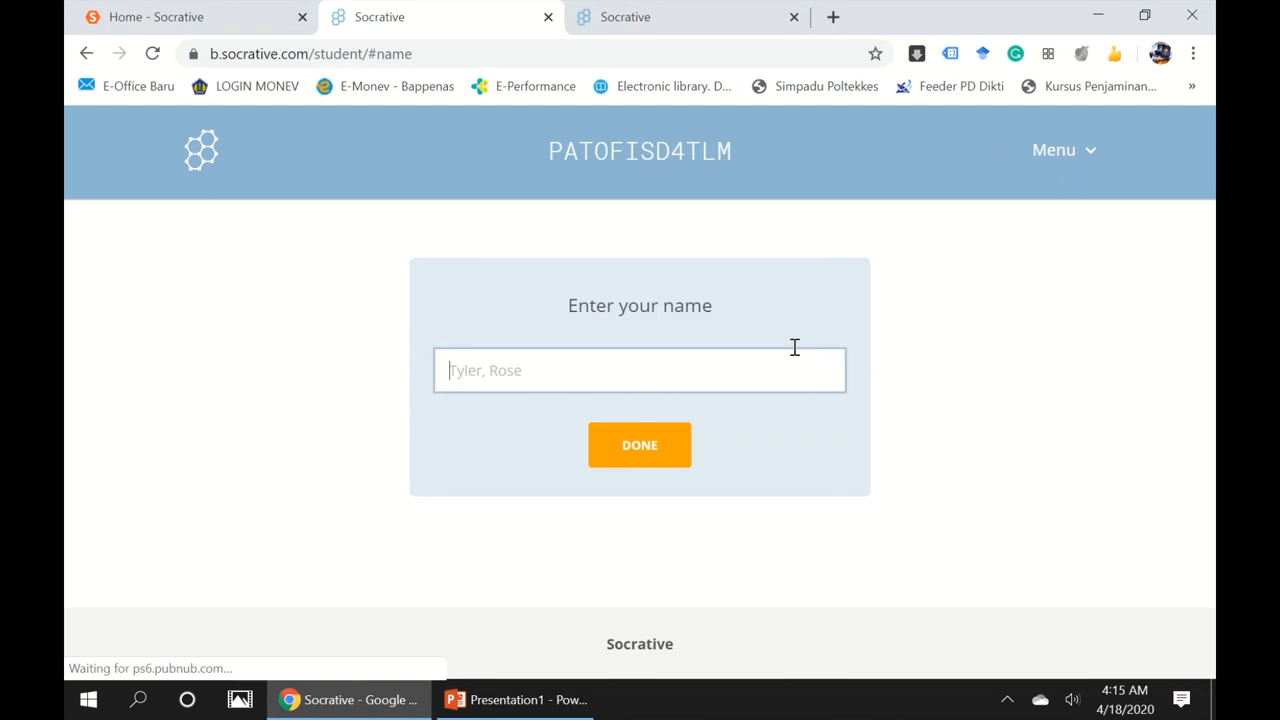 Home - Socrative
Socrative
Socrative
b.socrative.com/student/#name
E-Office Baru
LOGIN MONEV
E-Monev - Bappenas
E-Performance
Electronic library. D...
Simpadu Poltekkes
Feeder PD Dikti
Kursus Penjaminan...
»
PATOFISD4TLM
Menu
Enter your name
Tyler, Rose
DONE
Socrative
Waiting for ps6.pubnub.com...
Socrative - Google ...
Presentation1 - Pow...
4:15 AM
4/18/2020